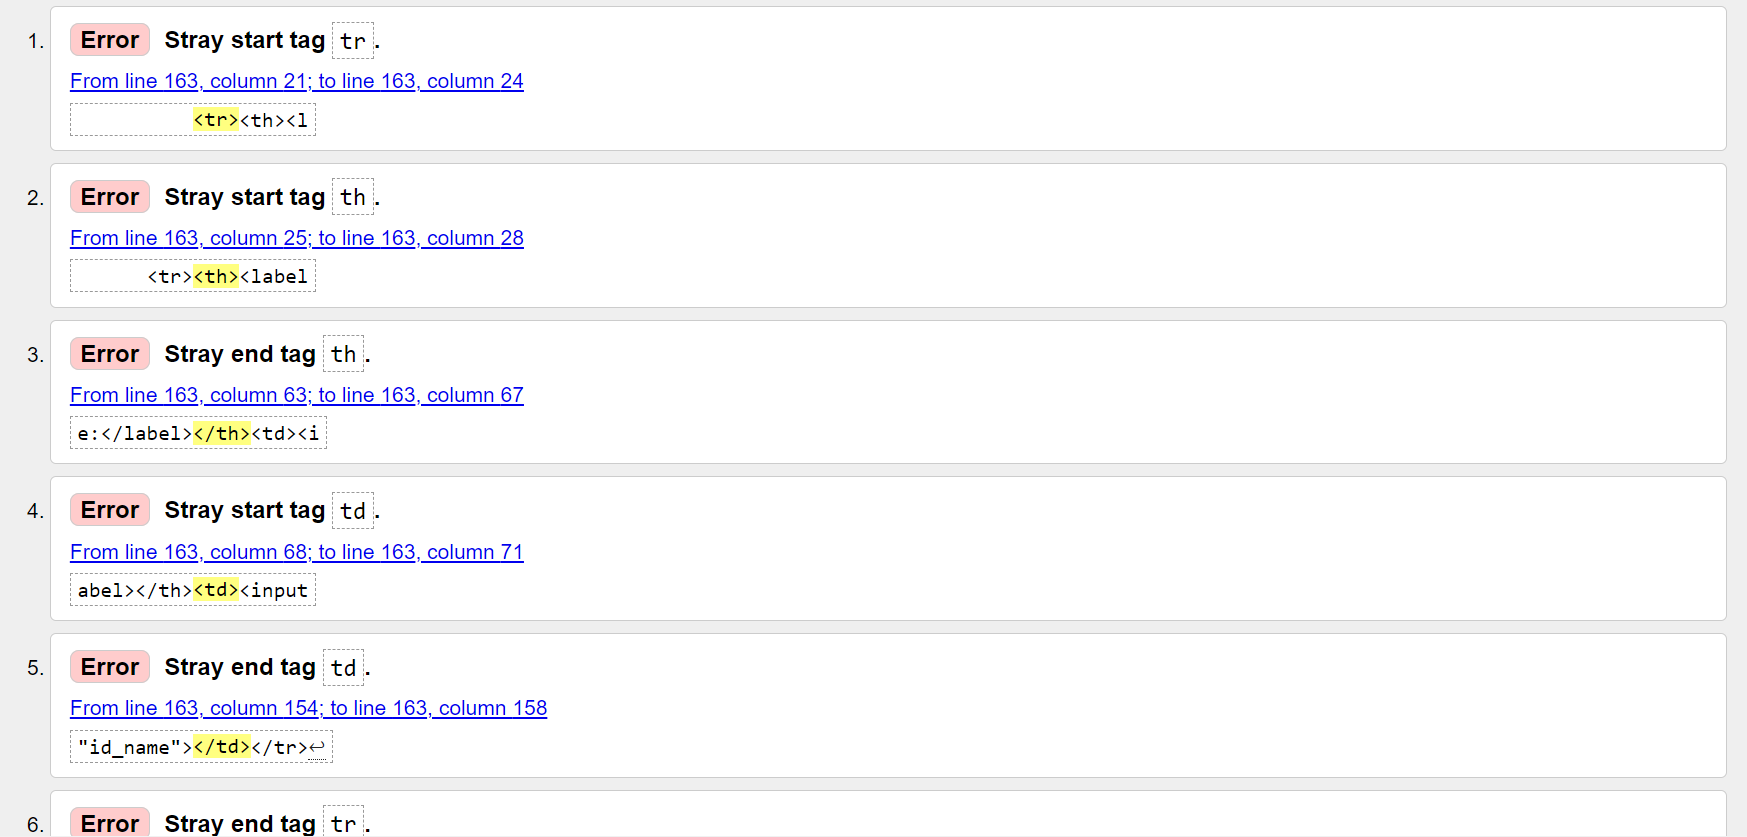 1. Error Stray start tag tr.
From line 163, column 21; to line 163, column 24
<tr><th><l
2. Error Stray start tag th.
From line 163, column 25; to line 163, column 28
<tr><th><label
3. Error Stray end tag th.
From line 163, column 63; to line 163, column 67
e:</label></th><td><i
4. Error Stray start tag td.
From line 163, column 68; to line 163, column 71
abel></th><td><input
5. Error Stray end tag td.
From line 163, column 154; to line 163, column 158
"id_name"></td></tr>↩
6. Error Stray end tag tr.